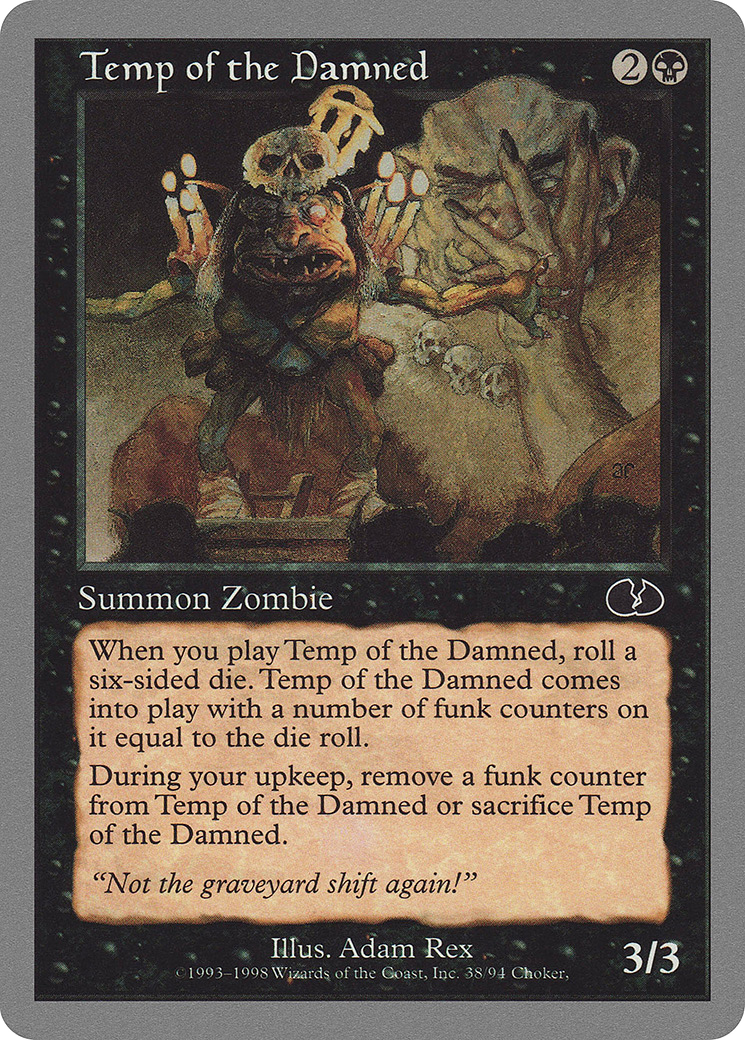 Temp of the Damned 2
Summon Zombie
When you play Temp of the Damned, roll a
six-sided die. Temp of the Damned comes
into play with a number of funk counters on
it equal to the die roll.
During your upkeep, remove a funk counter
from Temp of the Damned or sacrifice Temp
of the Damned.
“Not the graveyard shift again!”
Illus. Adam Rex
©1993–1998 Wizards of the Coast, Inc. 38/94 Choker,
3/3